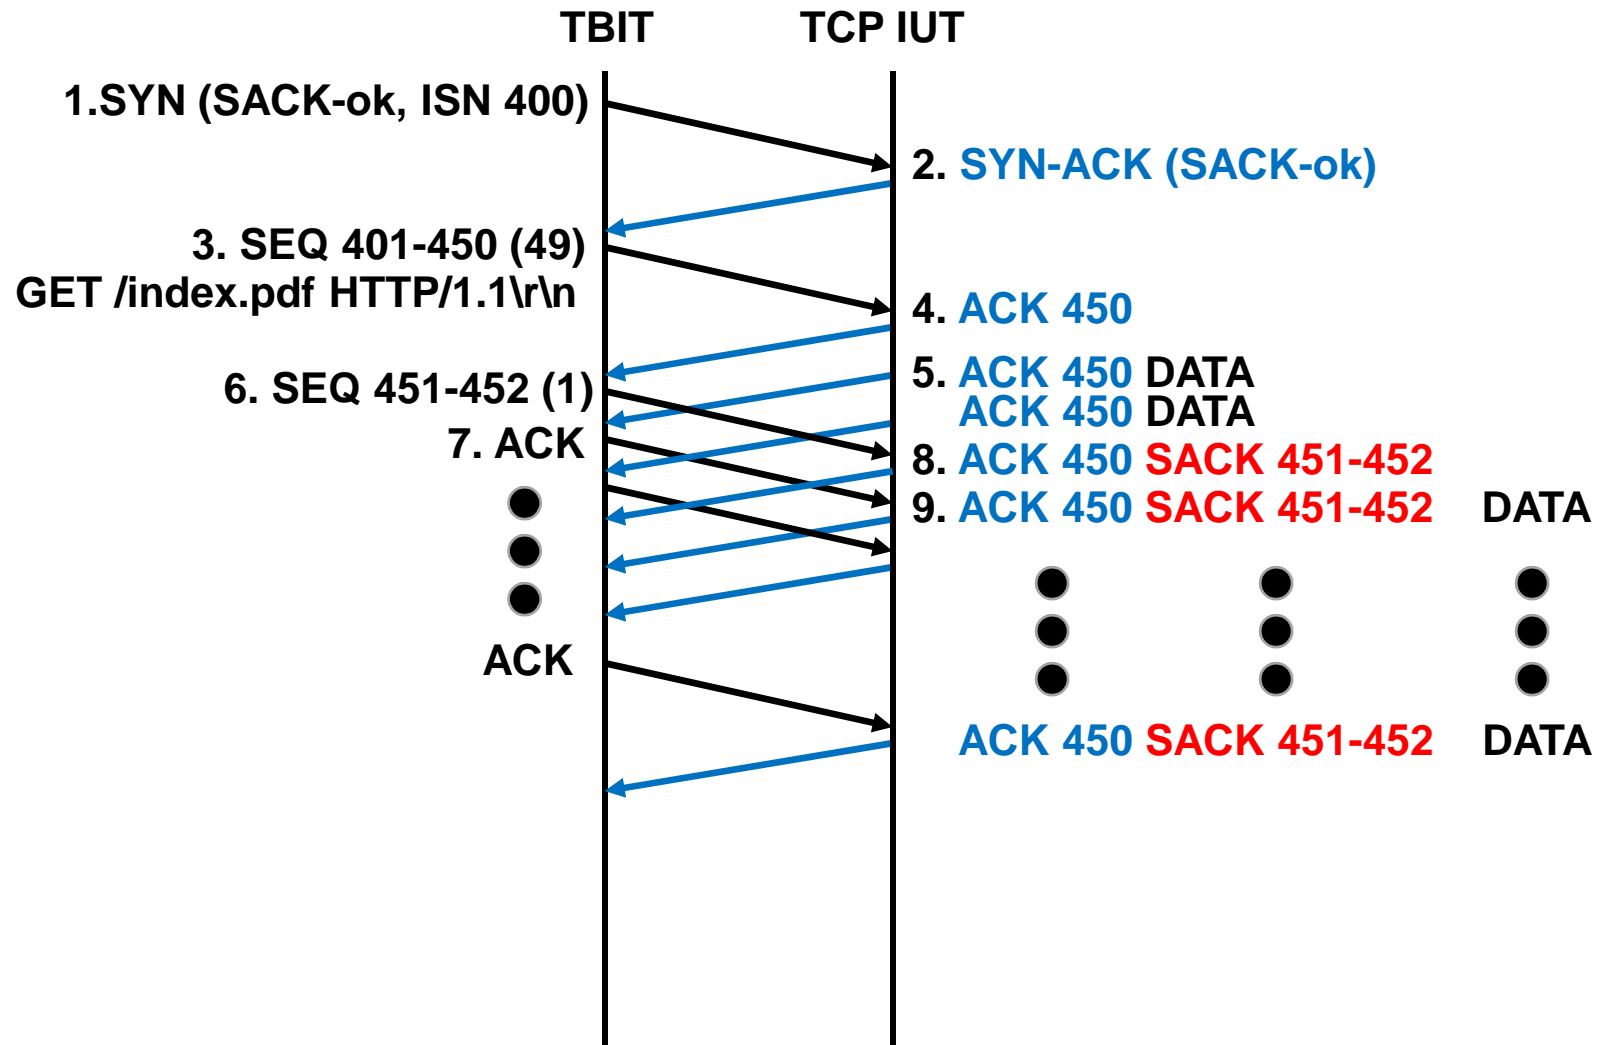 TBIT TCP IUT
1.SYN (SACK-ok, ISN 400)
2. SYN-ACK (SACK-ok)
3. SEQ 401-450 (49)
GET /index.pdf HTTP/1.1\r\n
4. ACK 450
5. ACK 450 DATA
6. SEQ 451-452 (1)
ACK 450 DATA
7. ACK
8. ACK 450 SACK 451-452
9. ACK 450 SACK 451-452 DATA
ACK
ACK 450 SACK 451-452 DATA